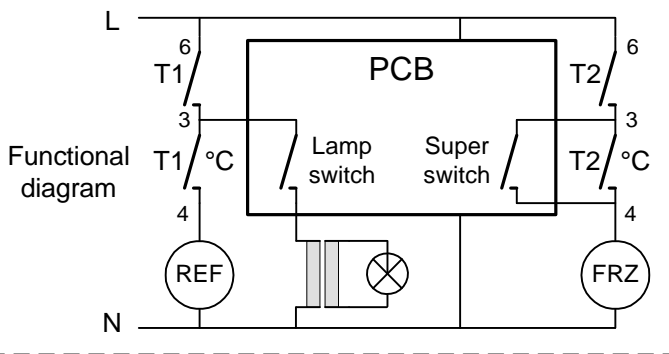 L
6
6
T1
PCB
T2
3
3
Functional
diagram
T1 °C
Lamp
switch
Super
switch
T2 °C
4
4
REF
FRZ
N